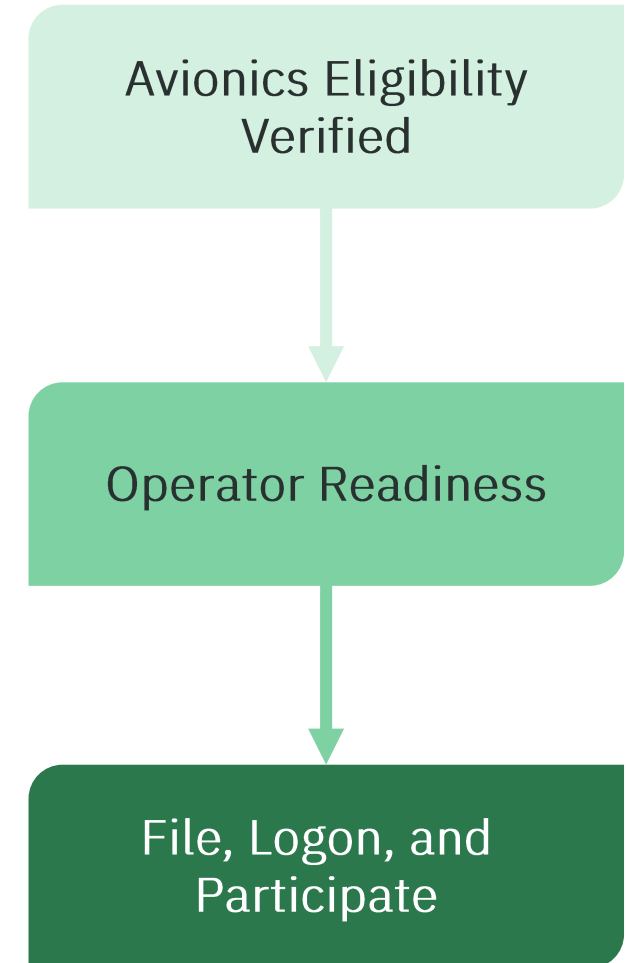 Avionics Eligibility
Verified
Operator Readiness
File, Logon, and
Participate